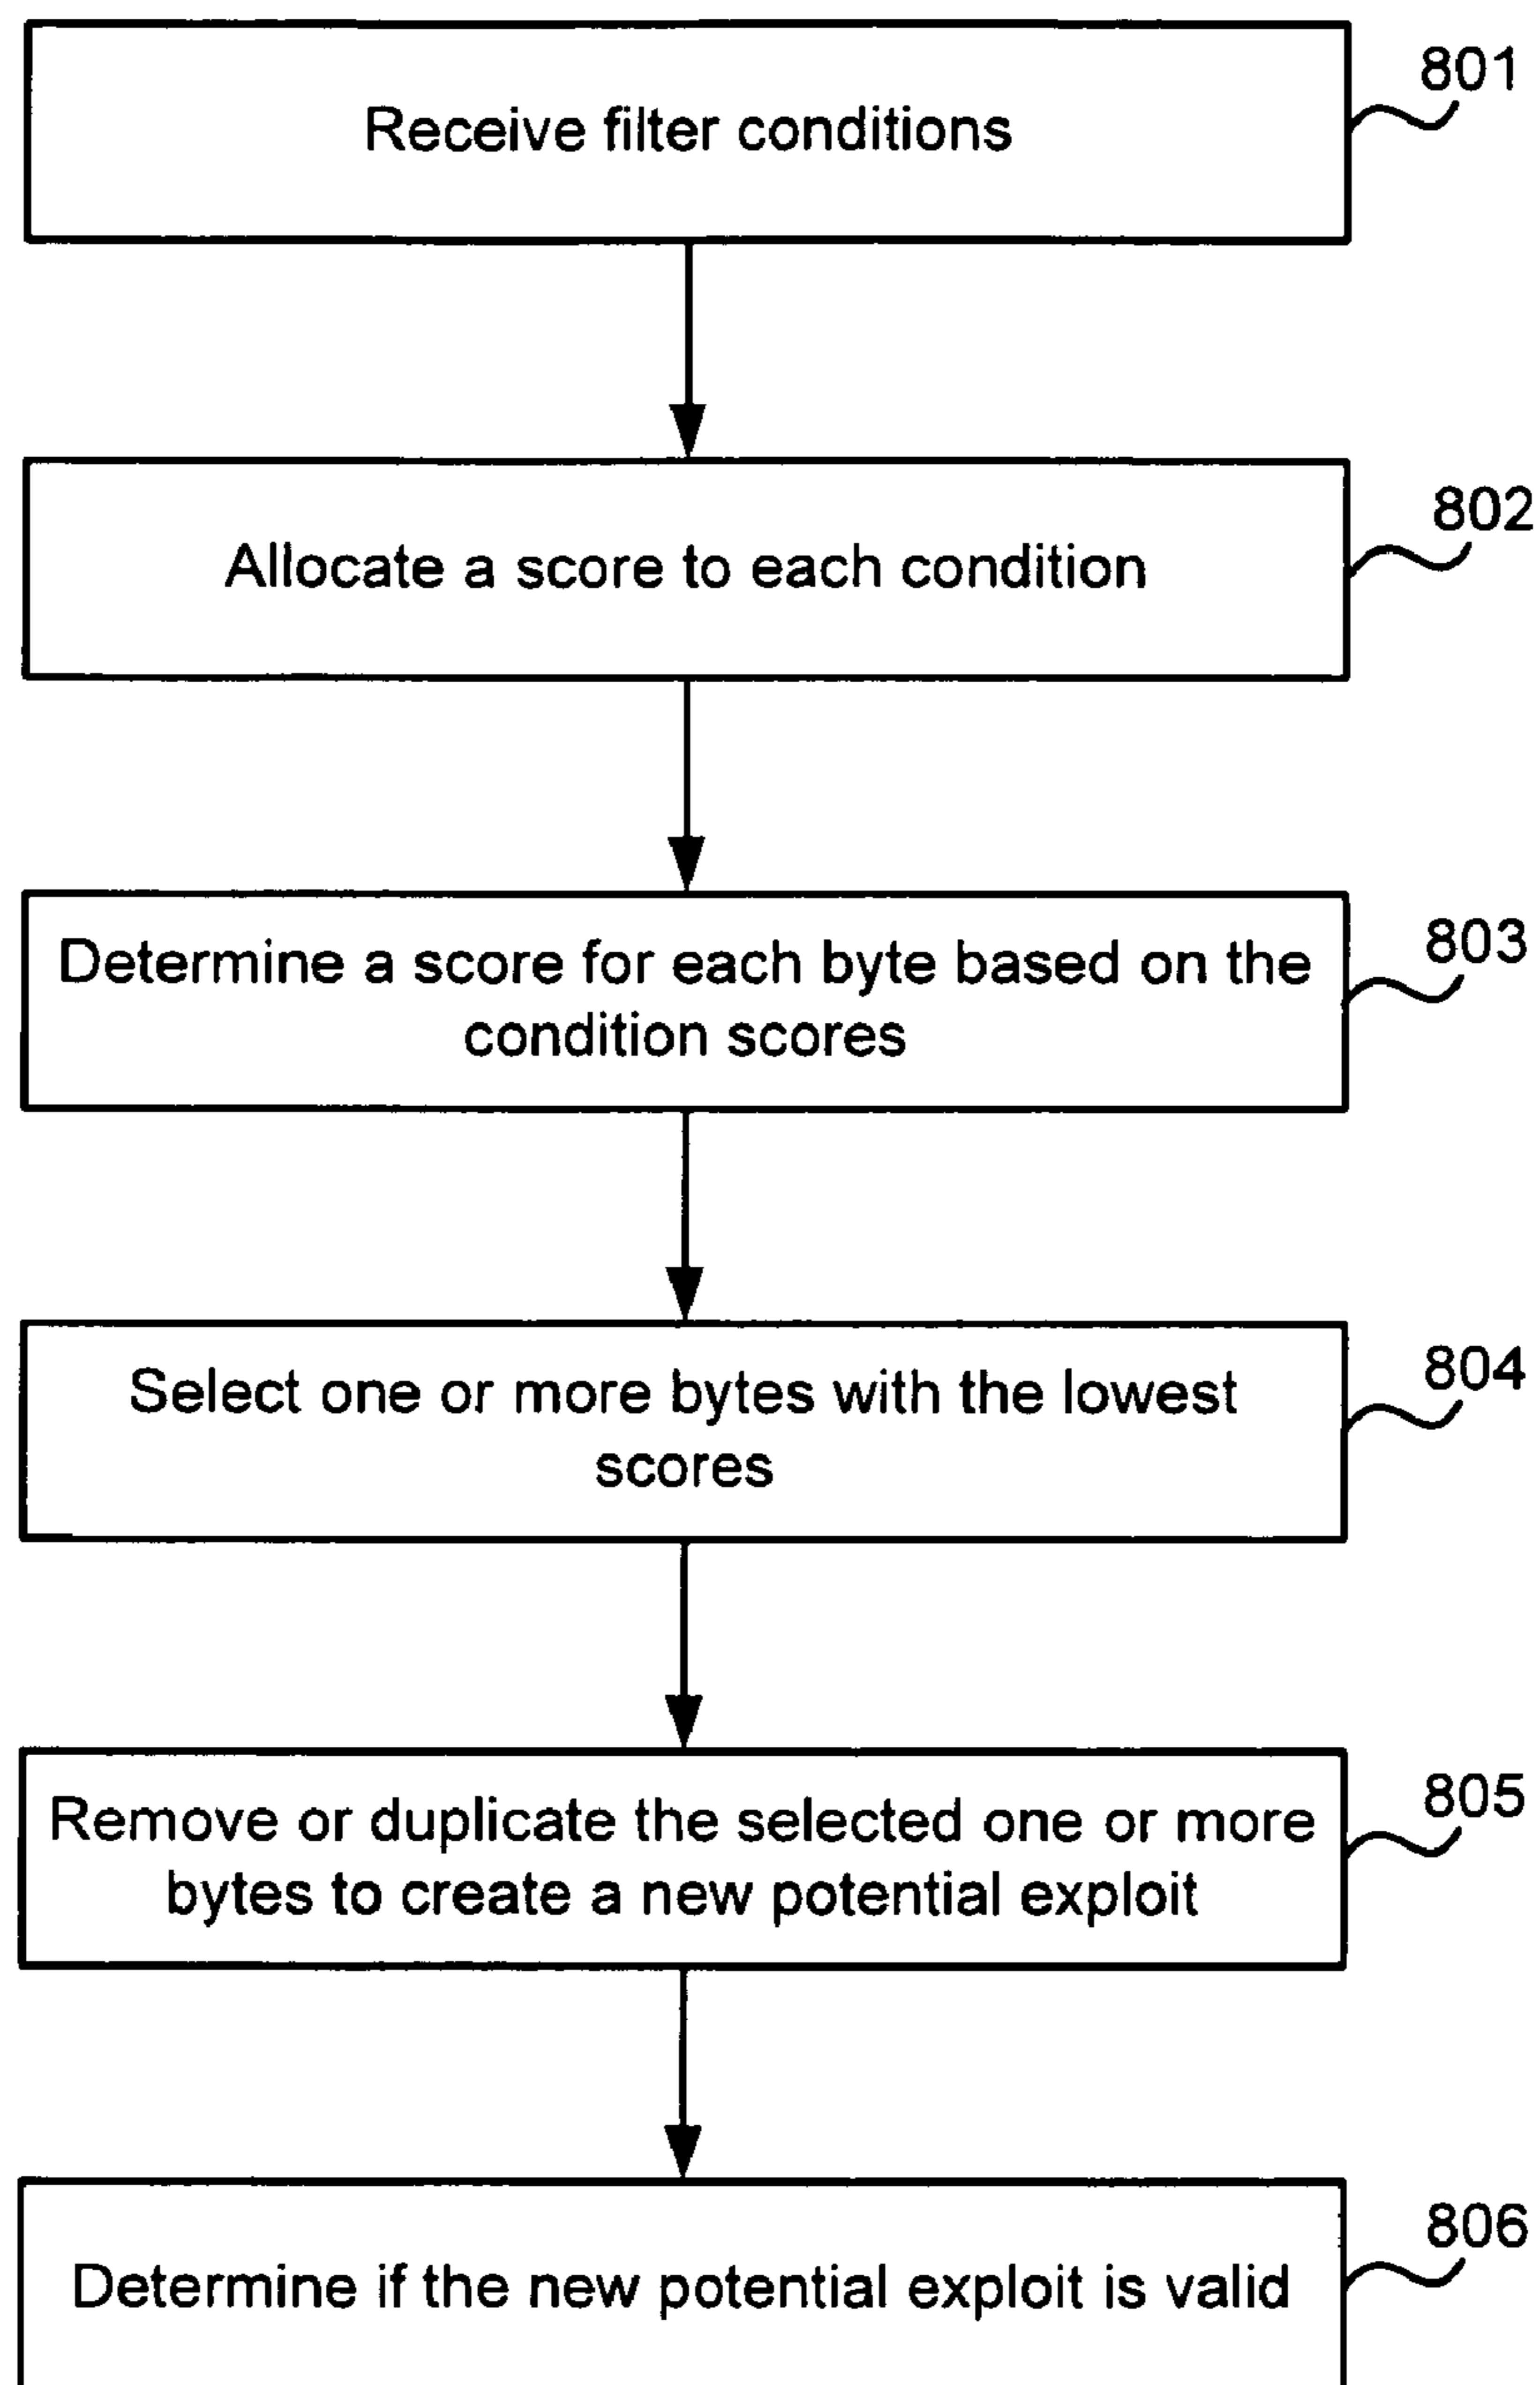 Receive filter conditions
801
Allocate a score to each condition
802
Determine a score for each byte based on the
condition scores
803
Select one or more bytes with the lowest
scores
804
Remove or duplicate the selected one or more
bytes to create a new potential exploit
805
Determine if the new potential exploit is valid
806